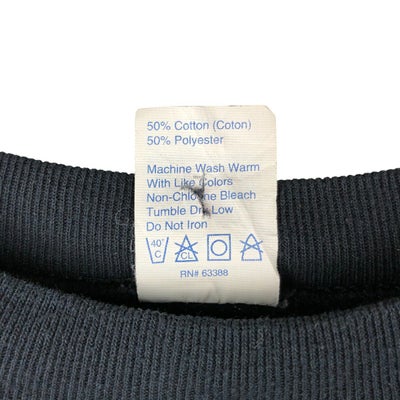 50% Cotton (Coton)
50% Polyester
Machine Wash Warm
With Like Colors
Non-Chlorine Bleach
Tumble Dry Low
Do Not Iron
40°
C
CL
RN# 63388